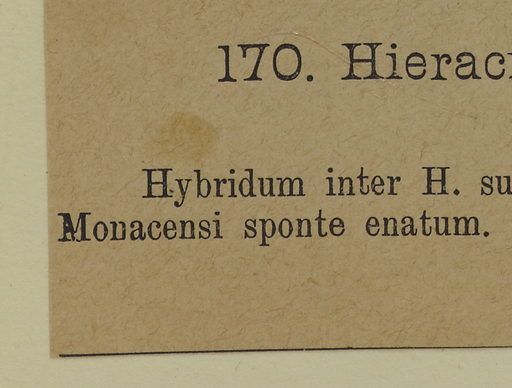 170. Hierac
Hybridum inter H. su
Monacensi sponte enatum.